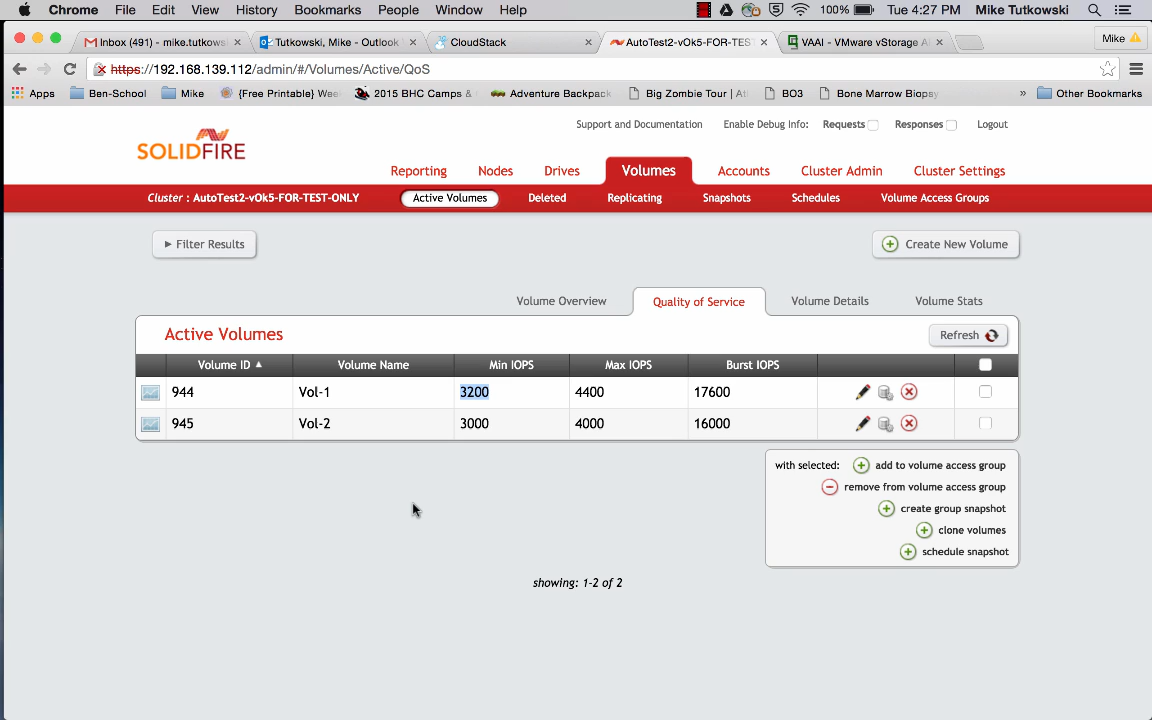 Chrome File Edit View History Bookmarks People Window Help 100% Tue 4:27 PM Mike Tutkowski
Inbox (491) - mike.tutkows Tutkowski, Mike - Outlook CloudStack AutoTest2-vOk5-FOR-TES VAAI - VMware vStorage A Mike
https://192.168.139.112/admin/#/Volumes/Active/QoS
Apps Ben-School Mike {Free Printable} Wee 2015 BHC Camps & Adventure Backpack Big Zombie Tour | Atl BO3 Bone Marrow Biopsy » Other Bookmarks
Support and Documentation Enable Debug Info: Requests Responses Logout
SOLIDFIRE
Reporting Nodes Drives Volumes Accounts Cluster Admin Cluster Settings
Cluster : AutoTest2-vOk5-FOR-TEST-ONLY Active Volumes Deleted Replicating Snapshots Schedules Volume Access Groups
Filter Results Create New Volume
Volume Overview Quality of Service Volume Details Volume Stats
Active Volumes Refresh
Volume ID Volume Name Min IOPS Max IOPS Burst IOPS
944 Vol-1 3200 4400 17600
945 Vol-2 3000 4000 16000
with selected: add to volume access group
remove from volume access group
create group snapshot
clone volumes
schedule snapshot
showing: 1-2 of 2